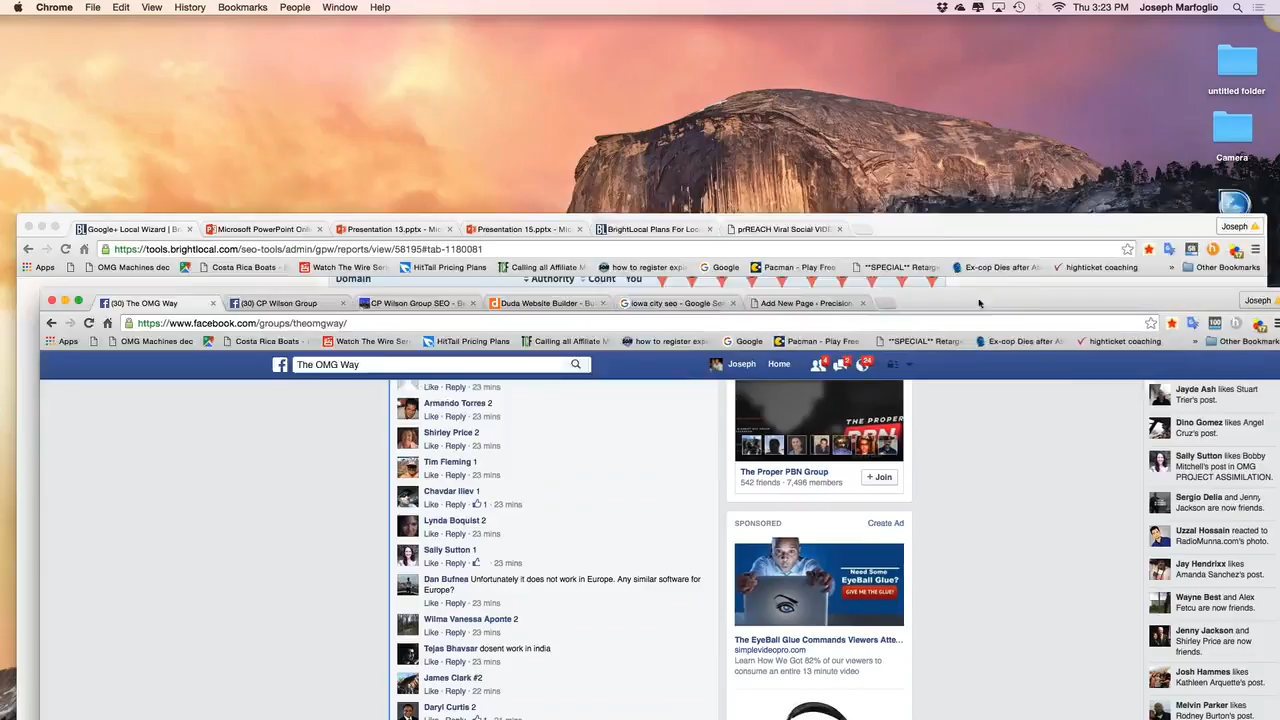 Chrome File Edit View History Bookmarks People Window Help Thu 3:23 PM Joseph Marfoglio
untitled folder
Camera
Google+ Local Wizard | Br Microsoft PowerPoint Onli Presentation 13.pptx - Mic Presentation 15.pptx - Mic BrightLocal Plans For Loc prREACH Viral Social VIDE Joseph
https://tools.brightlocal.com/seo-tools/admin/gpw/reports/view/58195#tab-1180081
Apps OMG Machines dec Costa Rica Boats - Watch The Wire Serv HitTail Pricing Plans Calling all Affiliate M how to register expir Google Pacman - Play Free **SPECIAL** Retarge Ex-cop Dies after Ar highticket coaching » Other Bookmarks
Domain Authority Count You
(30) The OMG Way (30) CP Wilson Group CP Wilson Group SEO - Be Duda Website Builder - Bu iowa city seo - Google Sea Add New Page ‹ Precision Joseph
https://www.facebook.com/groups/theomgway/
Apps OMG Machines dec Costa Rica Boats - Watch The Wire Ser HitTail Pricing Plans Calling all Affiliate M how to register exp Google Pacman - Play Free **SPECIAL** Retarg Ex-cop Dies after A highticket coaching » Other Bookmarks
The OMG Way Joseph Home 4 2 24
Like · Reply · 23 mins
Armando Torres 2
Like · Reply · 23 mins
Shirley Price 2
Like · Reply · 23 mins
Tim Fleming 1
Like · Reply · 23 mins
Chavdar Iliev 1
Like · Reply · 1 · 23 mins
Lynda Boquist 2
Like · Reply · 23 mins
Sally Sutton 1
Like · Reply · 23 mins
Dan Bufnea Unfortunately it does not work in Europe. Any similar software for
Europe?
Like · Reply · 23 mins
Wilma Vanessa Aponte 2
Like · Reply · 23 mins
Tejas Bhavsar dosent work in india
Like · Reply · 23 mins
James Clark #2
Like · Reply · 22 mins
Daryl Curtis 2
THE PROPER
PBN
The Proper PBN Group
542 friends · 7,496 members
+ Join
SPONSORED Create Ad
Need Some
EyeBall Glue?
GIVE ME THE GLUE!
The EyeBall Glue Commands Viewers Atte...
simplevideopro.com
Learn How We Got 82% of our viewers to
consume an entire 13 minute video
Jayde Ash likes Stuart
Trier's post.
Dino Gomez likes Angel
Cruz's post.
Sally Sutton likes Bobby
Mitchell's post in OMG
PROJECT ASSIMILATION.
Sergio Delia and Jenny
Jackson are now friends.
Uzzal Hossain reacted to
RadioMunna.com's photo.
Jay Hendrixx likes
Amanda Sanchez's post.
Wayne Best and Alex
Fetcu are now friends.
Jenny Jackson and
Shirley Price are now
friends.
Josh Hammes likes
Kathleen Arquette's post.
Melvin Parker likes
Rodney Burton's post.